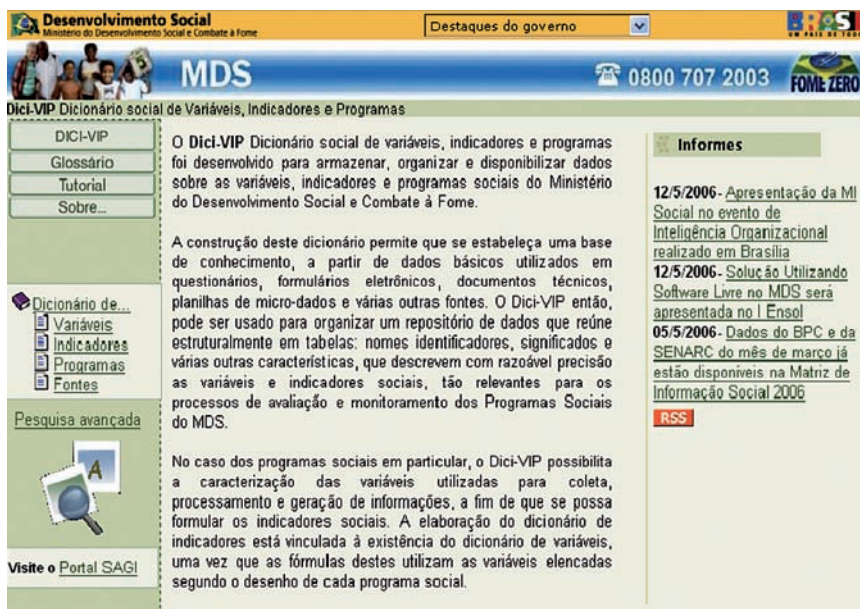 Desenvolvimento Social
Ministério do Desenvolvimento Social e Combate à Fome
Destaques do governo
BRASIL
UM PAÍS DE TODOS
MDS
0800 707 2003
FOME ZERO
Dici-VIP Dicionário social de Variáveis, Indicadores e Programas
DICI-VIP
Glossário
Tutorial
Sobre...
Dicionário de...
Variáveis
Indicadores
Programas
Fontes
Pesquisa avançada
A
Visite o Portal SAGI
O Dici-VIP Dicionário social de variáveis, indicadores e programas
foi desenvolvido para armazenar, organizar e disponibilizar dados
sobre as variáveis, indicadores e programas sociais do Ministério
do Desenvolvimento Social e Combate à Fome.
A construção deste dicionário permite que se estabeleça uma base
de conhecimento, a partir de dados básicos utilizados em
questionários, formulários eletrônicos, documentos técnicos,
planilhas de micro-dados e várias outras fontes. O Dici-VIP então,
pode ser usado para organizar um repositório de dados que reúne
estruturalmente em tabelas: nomes identificadores, significados e
várias outras características, que descrevem com razoável precisão
as variáveis e indicadores sociais, tão relevantes para os
processos de avaliação e monitoramento dos Programas Sociais
do MDS.
No caso dos programas sociais em particular, o Dici-VIP possibilita
a caracterização das variáveis utilizadas para coleta,
processamento e geração de informações, a fim de que se possa
formular os indicadores sociais. A elaboração do dicionário de
indicadores está vinculada à existência do dicionário de variáveis,
uma vez que as fórmulas destes utilizam as variáveis elencadas
segundo o desenho de cada programa social.
Informes
12/5/2006- Apresentação da MI
Social no evento de
Inteligência Organizacional
realizado em Brasília
12/5/2006- Solução Utilizando
Software Livre no MDS será
apresentada no I Ensol
05/5/2006- Dados do BPC e da
SENARC do mês de março já
estão disponíveis na Matriz de
Informação Social 2006
RSS